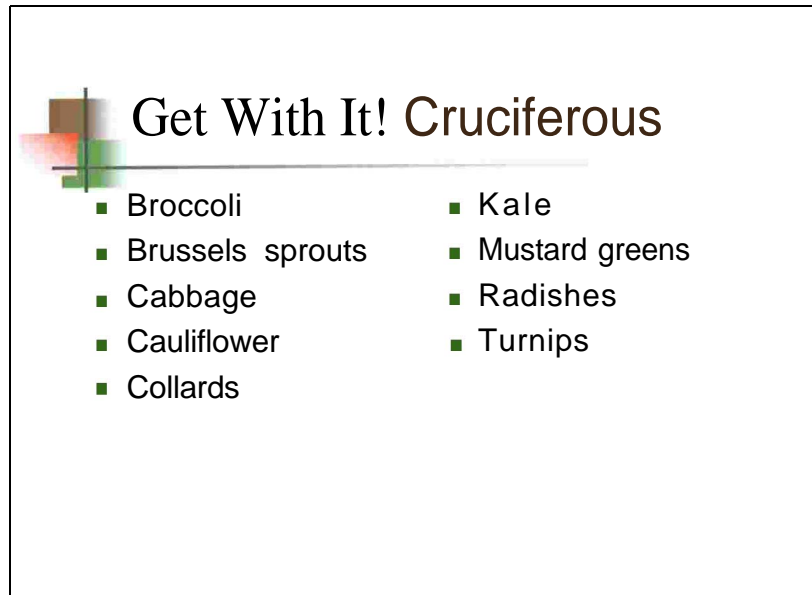 Get With It! Cruciferous
Broccoli
Brussels sprouts
Cabbage
Cauliflower
Collards
Kale
Mustard greens
Radishes
Turnips